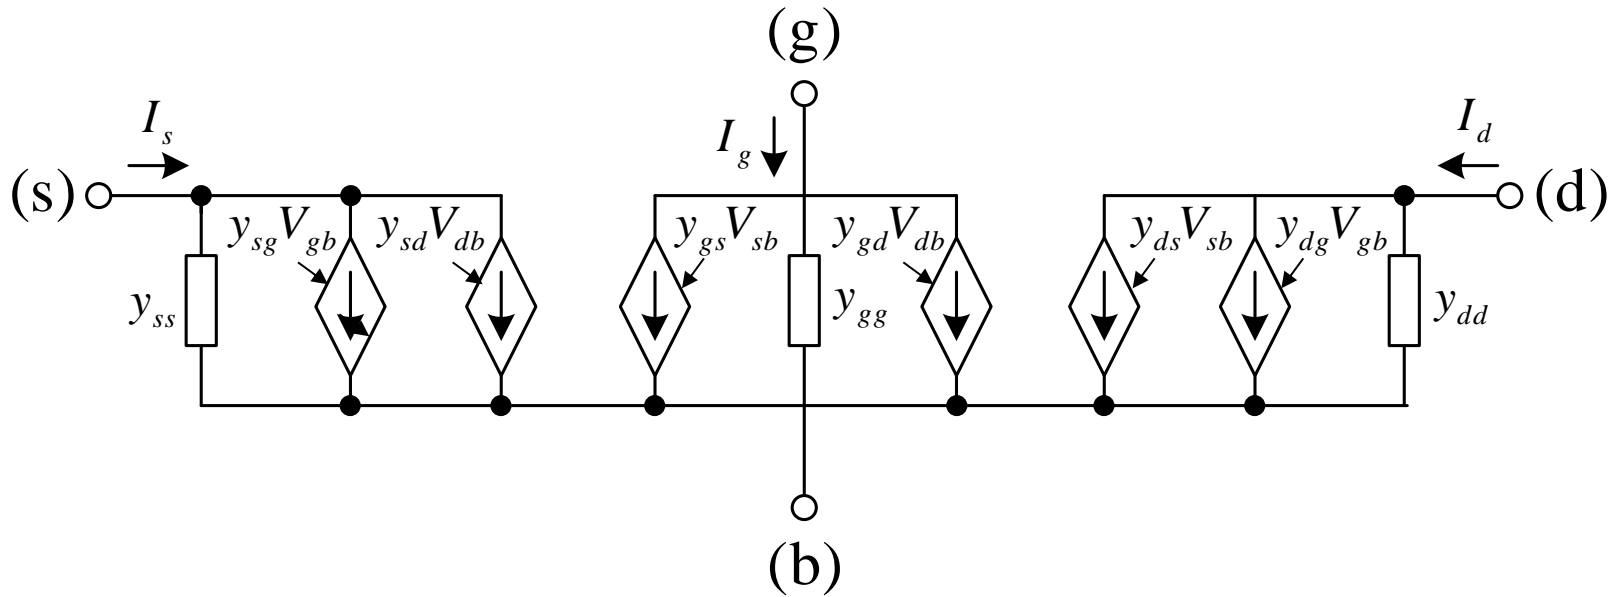 (g)
I_s
I_g
I_d
(s)
(d)
y_sg V_gb
y_sd V_db
y_gs V_sb
y_gd V_db
y_ds V_sb
y_dg V_gb
y_ss
y_gg
y_dd
(b)